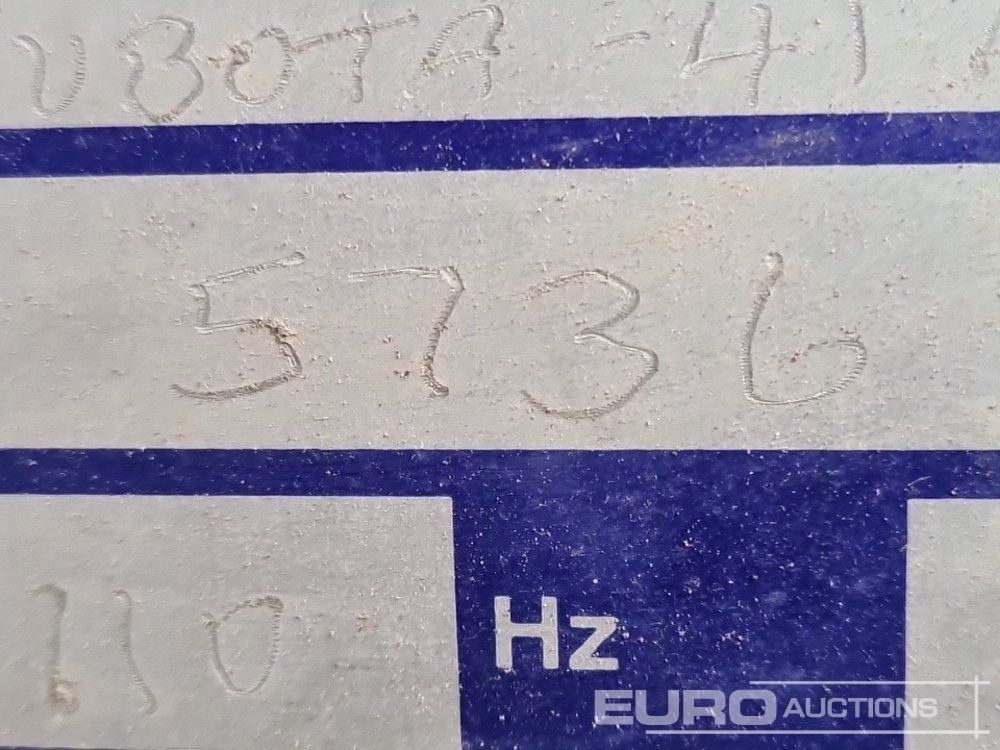 UBOTA-41
5736
110 Hz
EURO AUCTIONS